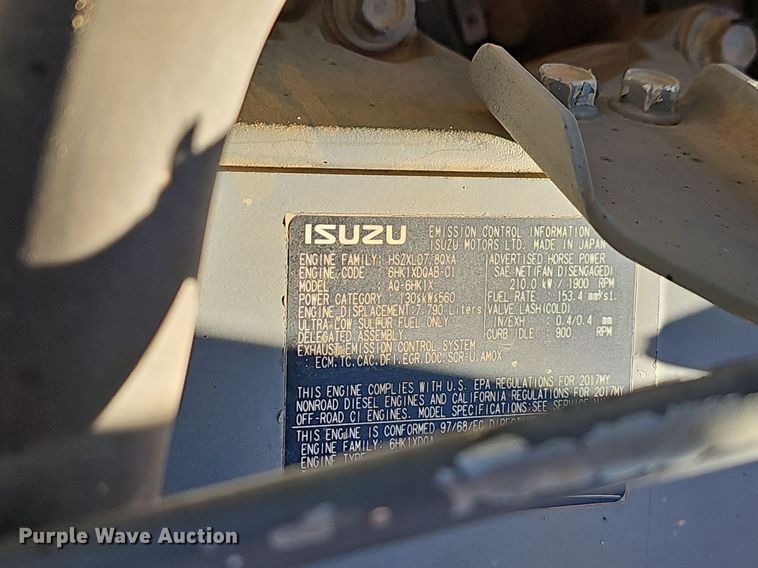 ISUZU
EMISSION CONTROL INFORMATION
ISUZU MOTORS LTD. MADE IN JAPAN
ENGINE FAMILY: HSZXL07.8QXA
ENGINE CODE : 6HK1XDQAB-01
MODEL : AQ-6HK1X
POWER CATEGORY :130≤kW≤560
ENGINE DISPLACEMENT:7.790 Liters
ULTRA LOW SULFUR FUEL ONLY.
DELEGATED ASSEMBLY.
EXHAUST EMISSION CONTROL SYSTEM
ECM,TC,CAC,DFI,EGR,DOC,SCR-U,AMOX
ADVERTISED HORSE POWER
SAE NET(FAN DISENGAGED)
210.0 kW / 1900 RPM
FUEL RATE : 153.4 mm³/st.
VALVE LASH(COLD)
IN/EXH : 0.4/0.4 mm
CURB IDLE : 900 RPM
THIS ENGINE COMPLIES WITH U.S. EPA REGULATIONS FOR 2017MY
NONROAD DIESEL ENGINES AND CALIFORNIA REGULATIONS FOR 2017MY
OFF-ROAD CI ENGINES. MODEL SPECIFICATIONS:SEE
THIS ENGINE IS CONFORMED 97/68/EC
ENGINE FAMILY: 6HK1XDQA
ENGINE TYPE
Purple Wave Auction